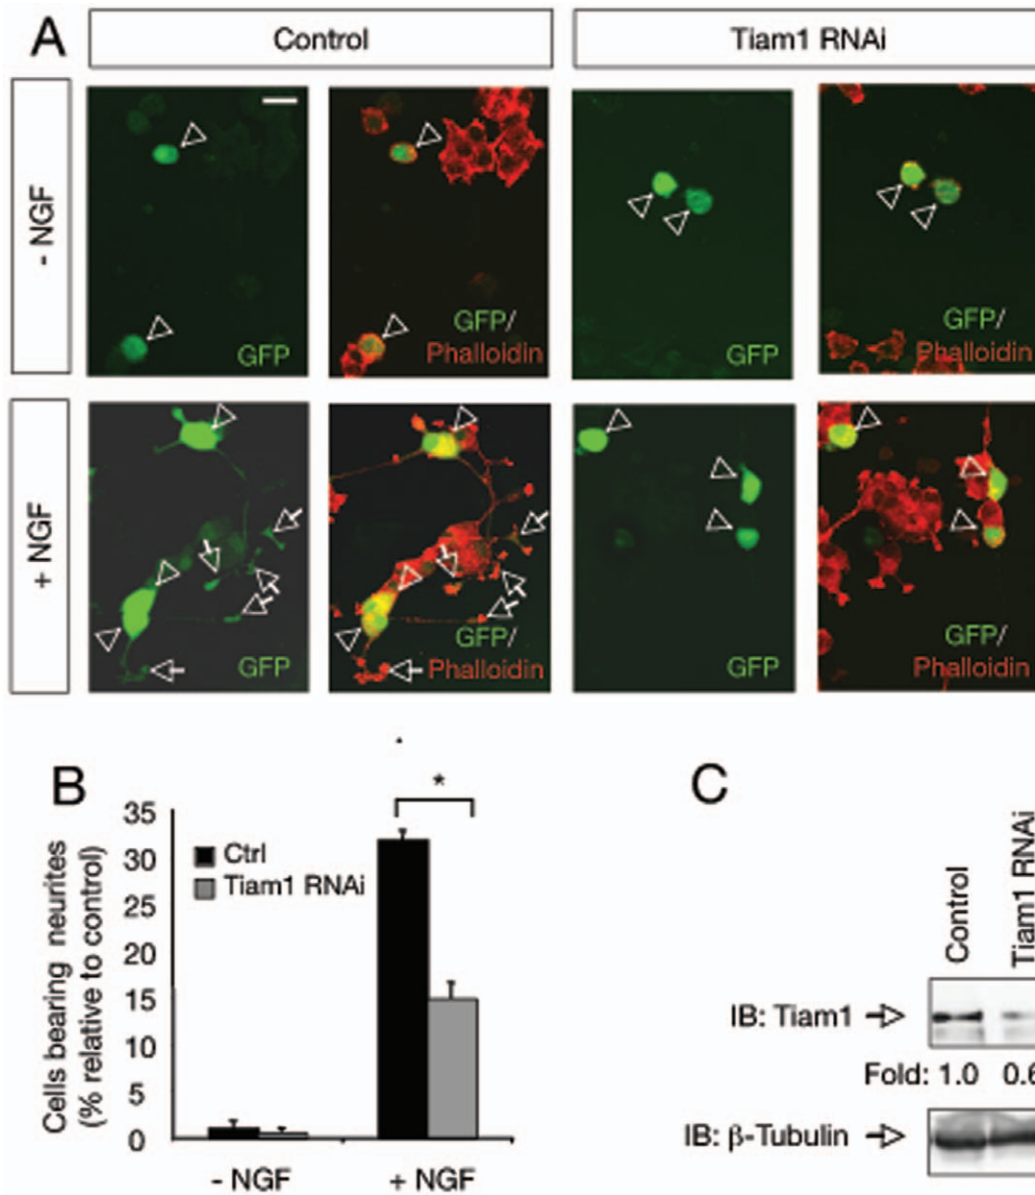 A
Control
Tiam1 RNAi
- NGF
GFP
GFP/
Phalloidin
GFP
GFP/
Phalloidin
+ NGF
GFP
GFP/
Phalloidin
GFP
GFP/
Phalloidin
B
Cells bearing neurites
(% relative to control)
35
30
25
20
15
10
5
0
Ctrl
Tiam1 RNAi
*
- NGF
+ NGF
C
Control
Tiam1 RNAi
IB: Tiam1
Fold: 1.0 0.6
IB: β-Tubulin